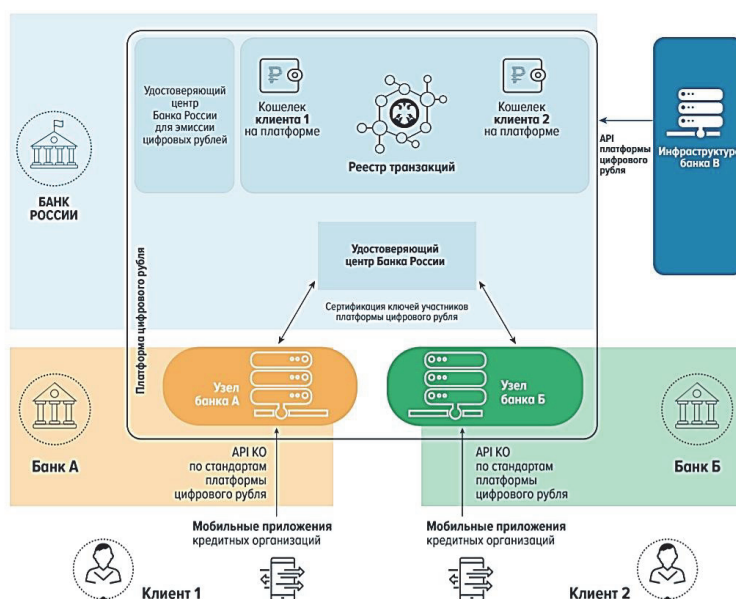 Удостоверяющий
центр
Банка России
для эмиссии
цифровых рублей
Кошелек
клиента 1
на платформе
Реестр транзакций
Кошелек
клиента 2
на платформе
API
платформы
цифрового
рубля
Инфраструктура
банка В
БАНК
РОССИИ
Платформа цифрового рубля
Удостоверяющий
центр Банка России
Сертификация ключей участников
платформы цифрового рубля
Узел
банка А
Узел
банка Б
Банк А
API КО
по стандартам
платформы
цифрового рубля
API КО
по стандартам
платформы
цифрового рубля
Банк Б
Мобильные приложения
кредитных организаций
Мобильные приложения
кредитных организаций
Клиент 1
Клиент 2